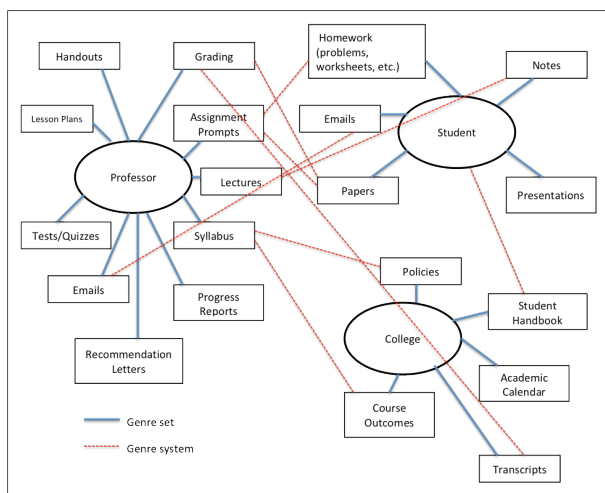 Handouts
Grading
Homework
(problems,
worksheets, etc.)
Notes
Lesson Plans
Assignment
Prompts
Emails
Student
Professor
Lectures
Papers
Presentations
Tests/Quizzes
Syllabus
Policies
Emails
Progress
Reports
Student
Handbook
College
Recommendation
Letters
Academic
Calendar
Course
Outcomes
Genre set
Genre system
Transcripts